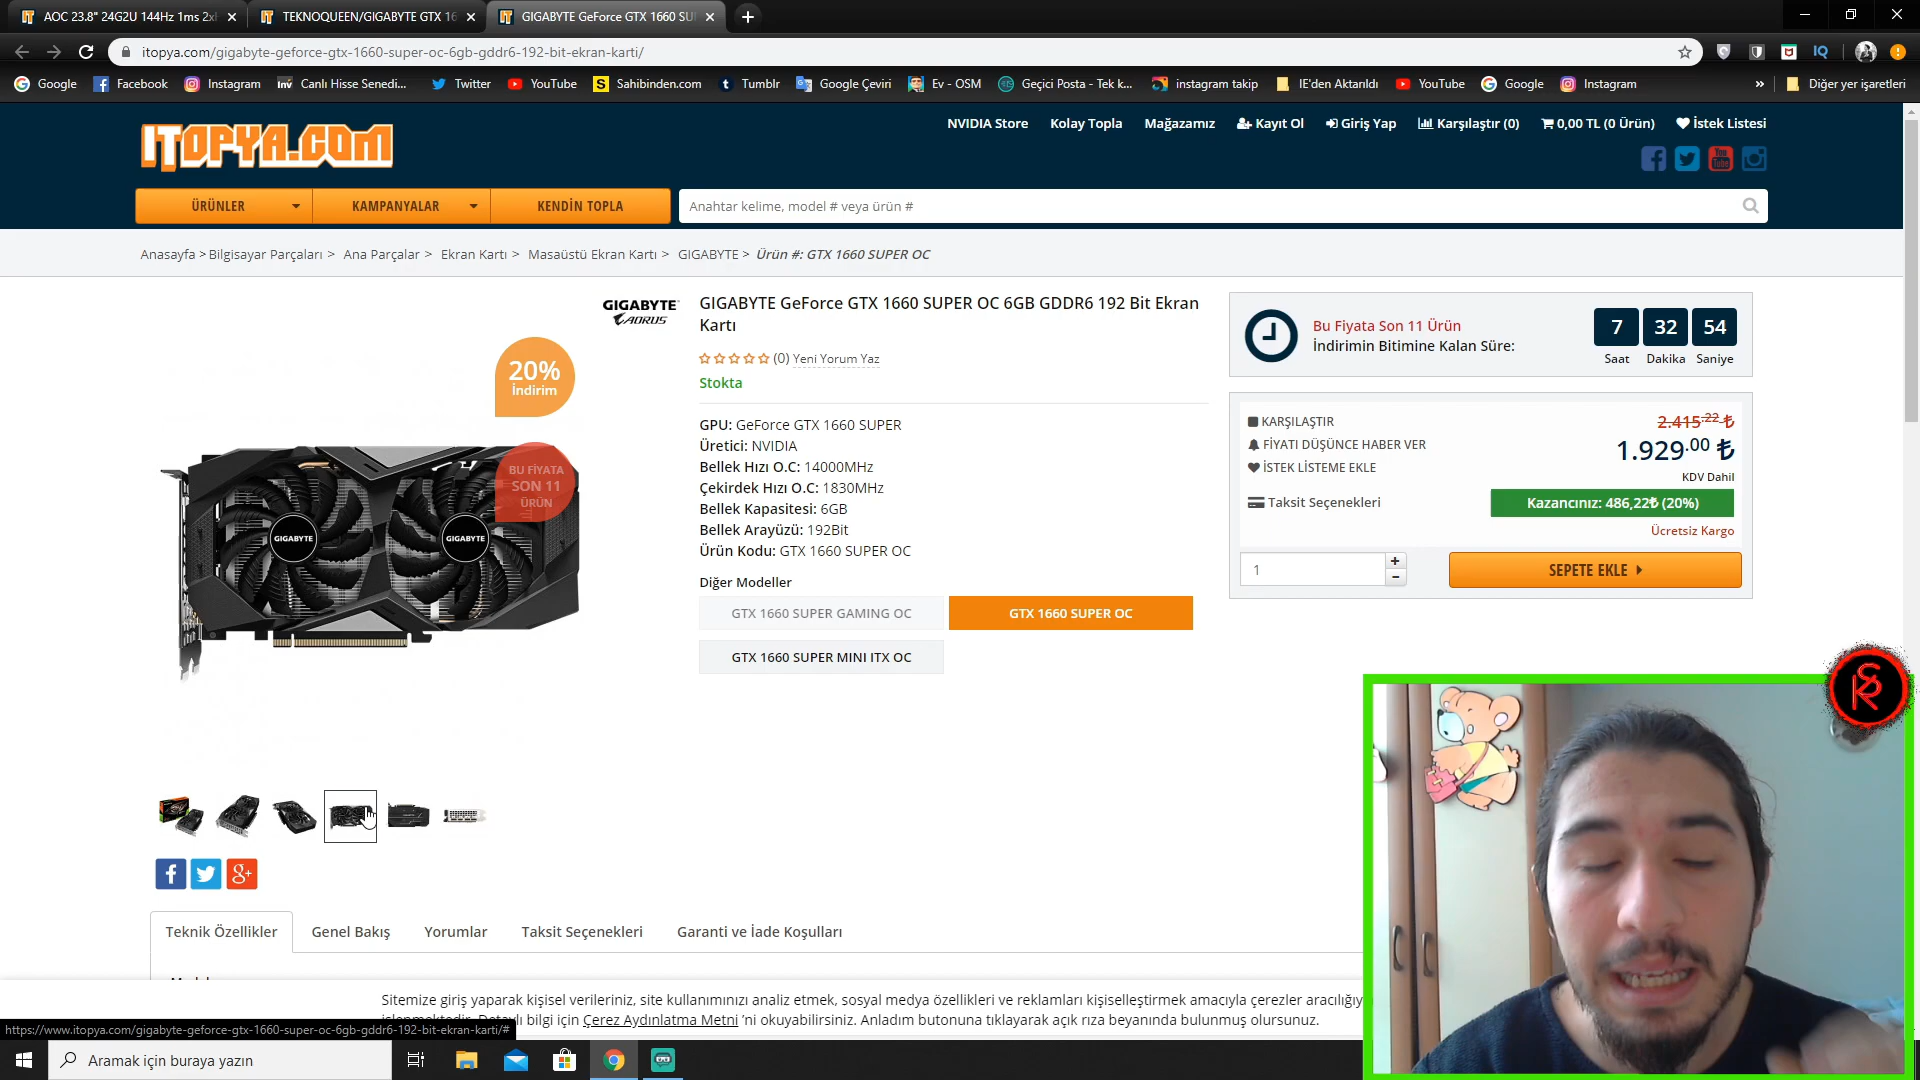 AOC 23.8" 24G2U 144Hz 1ms 2xH
TEKNOQUEEN/GIGABYTE GTX 16
GIGABYTE GeForce GTX 1660 SU
itopya.com/gigabyte-geforce-gtx-1660-super-oc-6gb-gddr6-192-bit-ekran-karti/
IQ
Google
Facebook
Instagram
inv Canlı Hisse Senedi...
Twitter
YouTube
Sahibinden.com
Tumblr
Google Çeviri
Ev - OSM
Geçici Posta - Tek k...
instagram takip
IE'den Aktarıldı
YouTube
Google
Instagram
»
Diğer yer işaretleri
ITOPYA.COM
NVIDIA Store
Kolay Topla
Mağazamız
Kayıt Ol
Giriş Yap
Karşılaştır (0)
0,00 TL (0 Ürün)
İstek Listesi
ÜRÜNLER
KAMPANYALAR
KENDİN TOPLA
Anahtar kelime, model # veya ürün #
Anasayfa > Bilgisayar Parçaları > Ana Parçalar > Ekran Kartı > Masaüstü Ekran Kartı > GIGABYTE > Ürün #: GTX 1660 SUPER OC
20%
İndirim
BU FİYATA
SON 11
ÜRÜN
GIGABYTE
GIGABYTE
GIGABYTE
AORUS
GIGABYTE GeForce GTX 1660 SUPER OC 6GB GDDR6 192 Bit Ekran
Kartı
(0) Yeni Yorum Yaz
Stokta
GPU: GeForce GTX 1660 SUPER
Üretici: NVIDIA
Bellek Hızı O.C: 14000MHz
Çekirdek Hızı O.C: 1830MHz
Bellek Kapasitesi: 6GB
Bellek Arayüzü: 192Bit
Ürün Kodu: GTX 1660 SUPER OC
Diğer Modeller
GTX 1660 SUPER GAMING OC
GTX 1660 SUPER OC
GTX 1660 SUPER MINI ITX OC
Bu Fiyata Son 11 Ürün
İndirimin Bitimine Kalan Süre:
7 32 54
Saat Dakika Saniye
KARŞILAŞTIR
FİYATI DÜŞÜNCE HABER VER
İSTEK LİSTEME EKLE
Taksit Seçenekleri
2.415.22 ₺
1.929.00 ₺
KDV Dahil
Kazancınız: 486,22₺ (20%)
Ücretsiz Kargo
1
+
-
SEPETE EKLE
Teknik Özellikler
Genel Bakış
Yorumlar
Taksit Seçenekleri
Garanti ve İade Koşulları
Sitemize giriş yaparak kişisel verileriniz, site kullanımınızı analiz etmek, sosyal medya özellikleri ve reklamları kişiselleştirmek amacıyla çerezler aracılığıy
bilgi için Çerez Aydınlatma Metni 'ni okuyabilirsiniz. Anladım butonuna tıklayarak açık rıza beyanında bulunmuş olursunuz.
https://www.itopya.com/gigabyte-geforce-gtx-1660-super-oc-6gb-gddr6-192-bit-ekran-karti/#
Aramak için buraya yazın